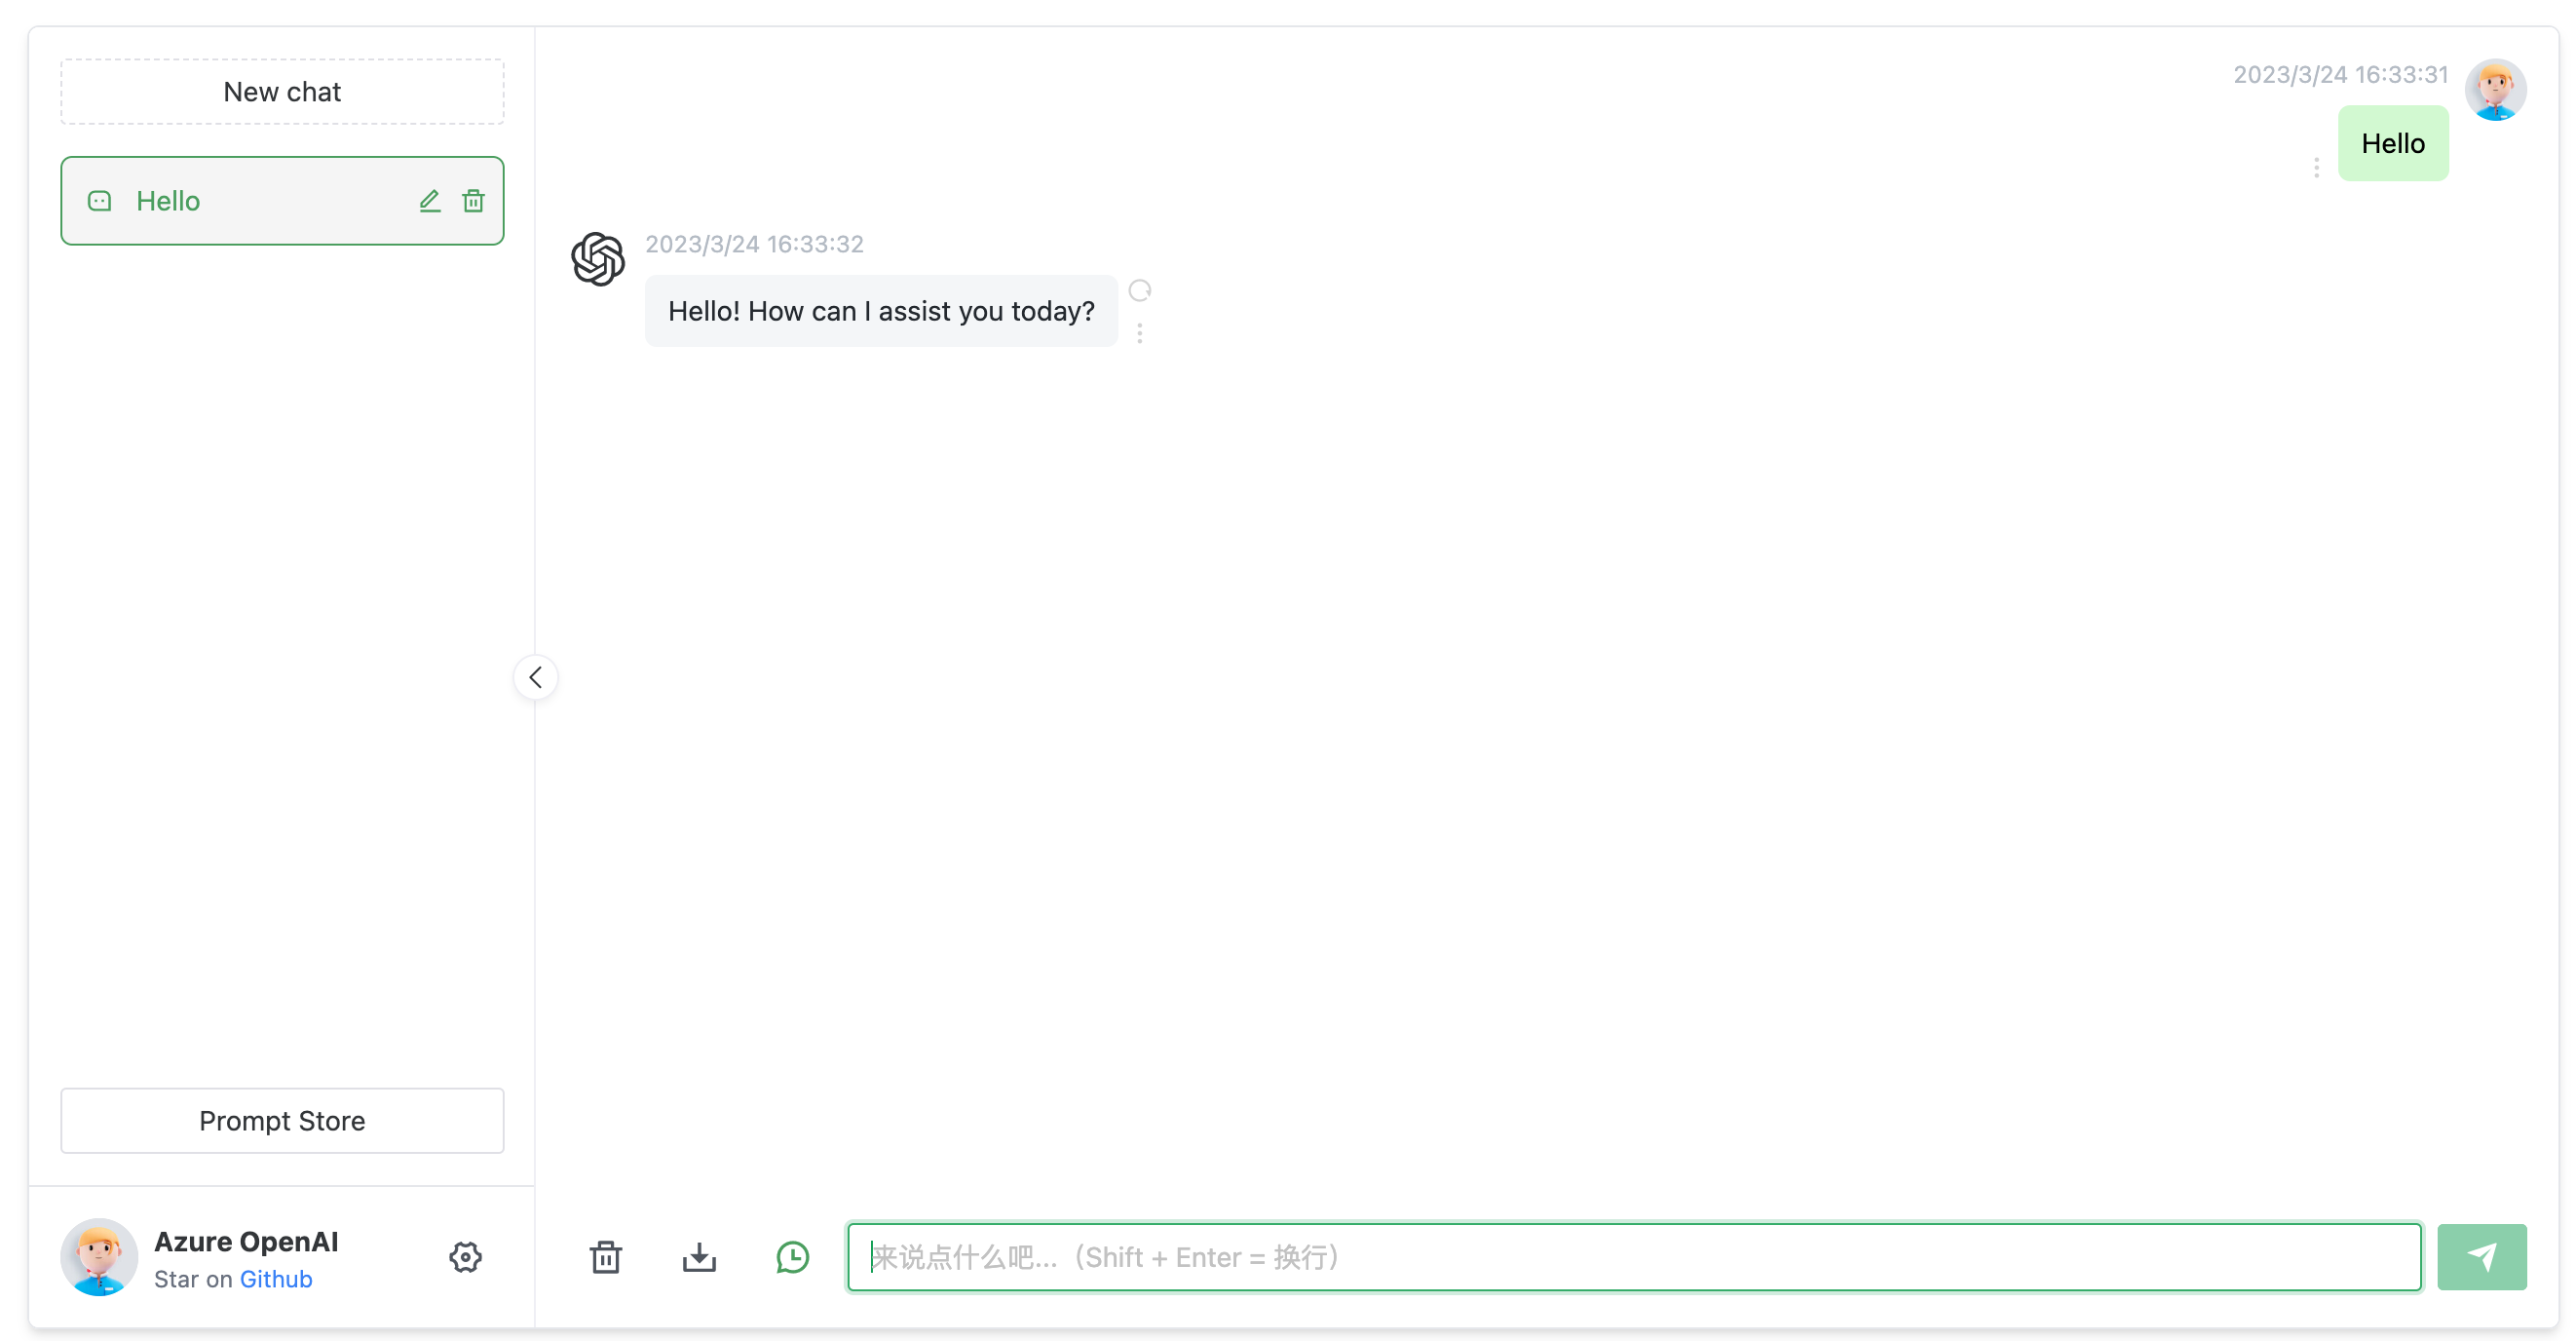 New chat
Hello
Prompt Store
Azure OpenAI
Star on Github
2023/3/24 16:33:31
Hello
2023/3/24 16:33:32
Hello! How can I assist you today?
来说点什么吧...（Shift + Enter = 换行）